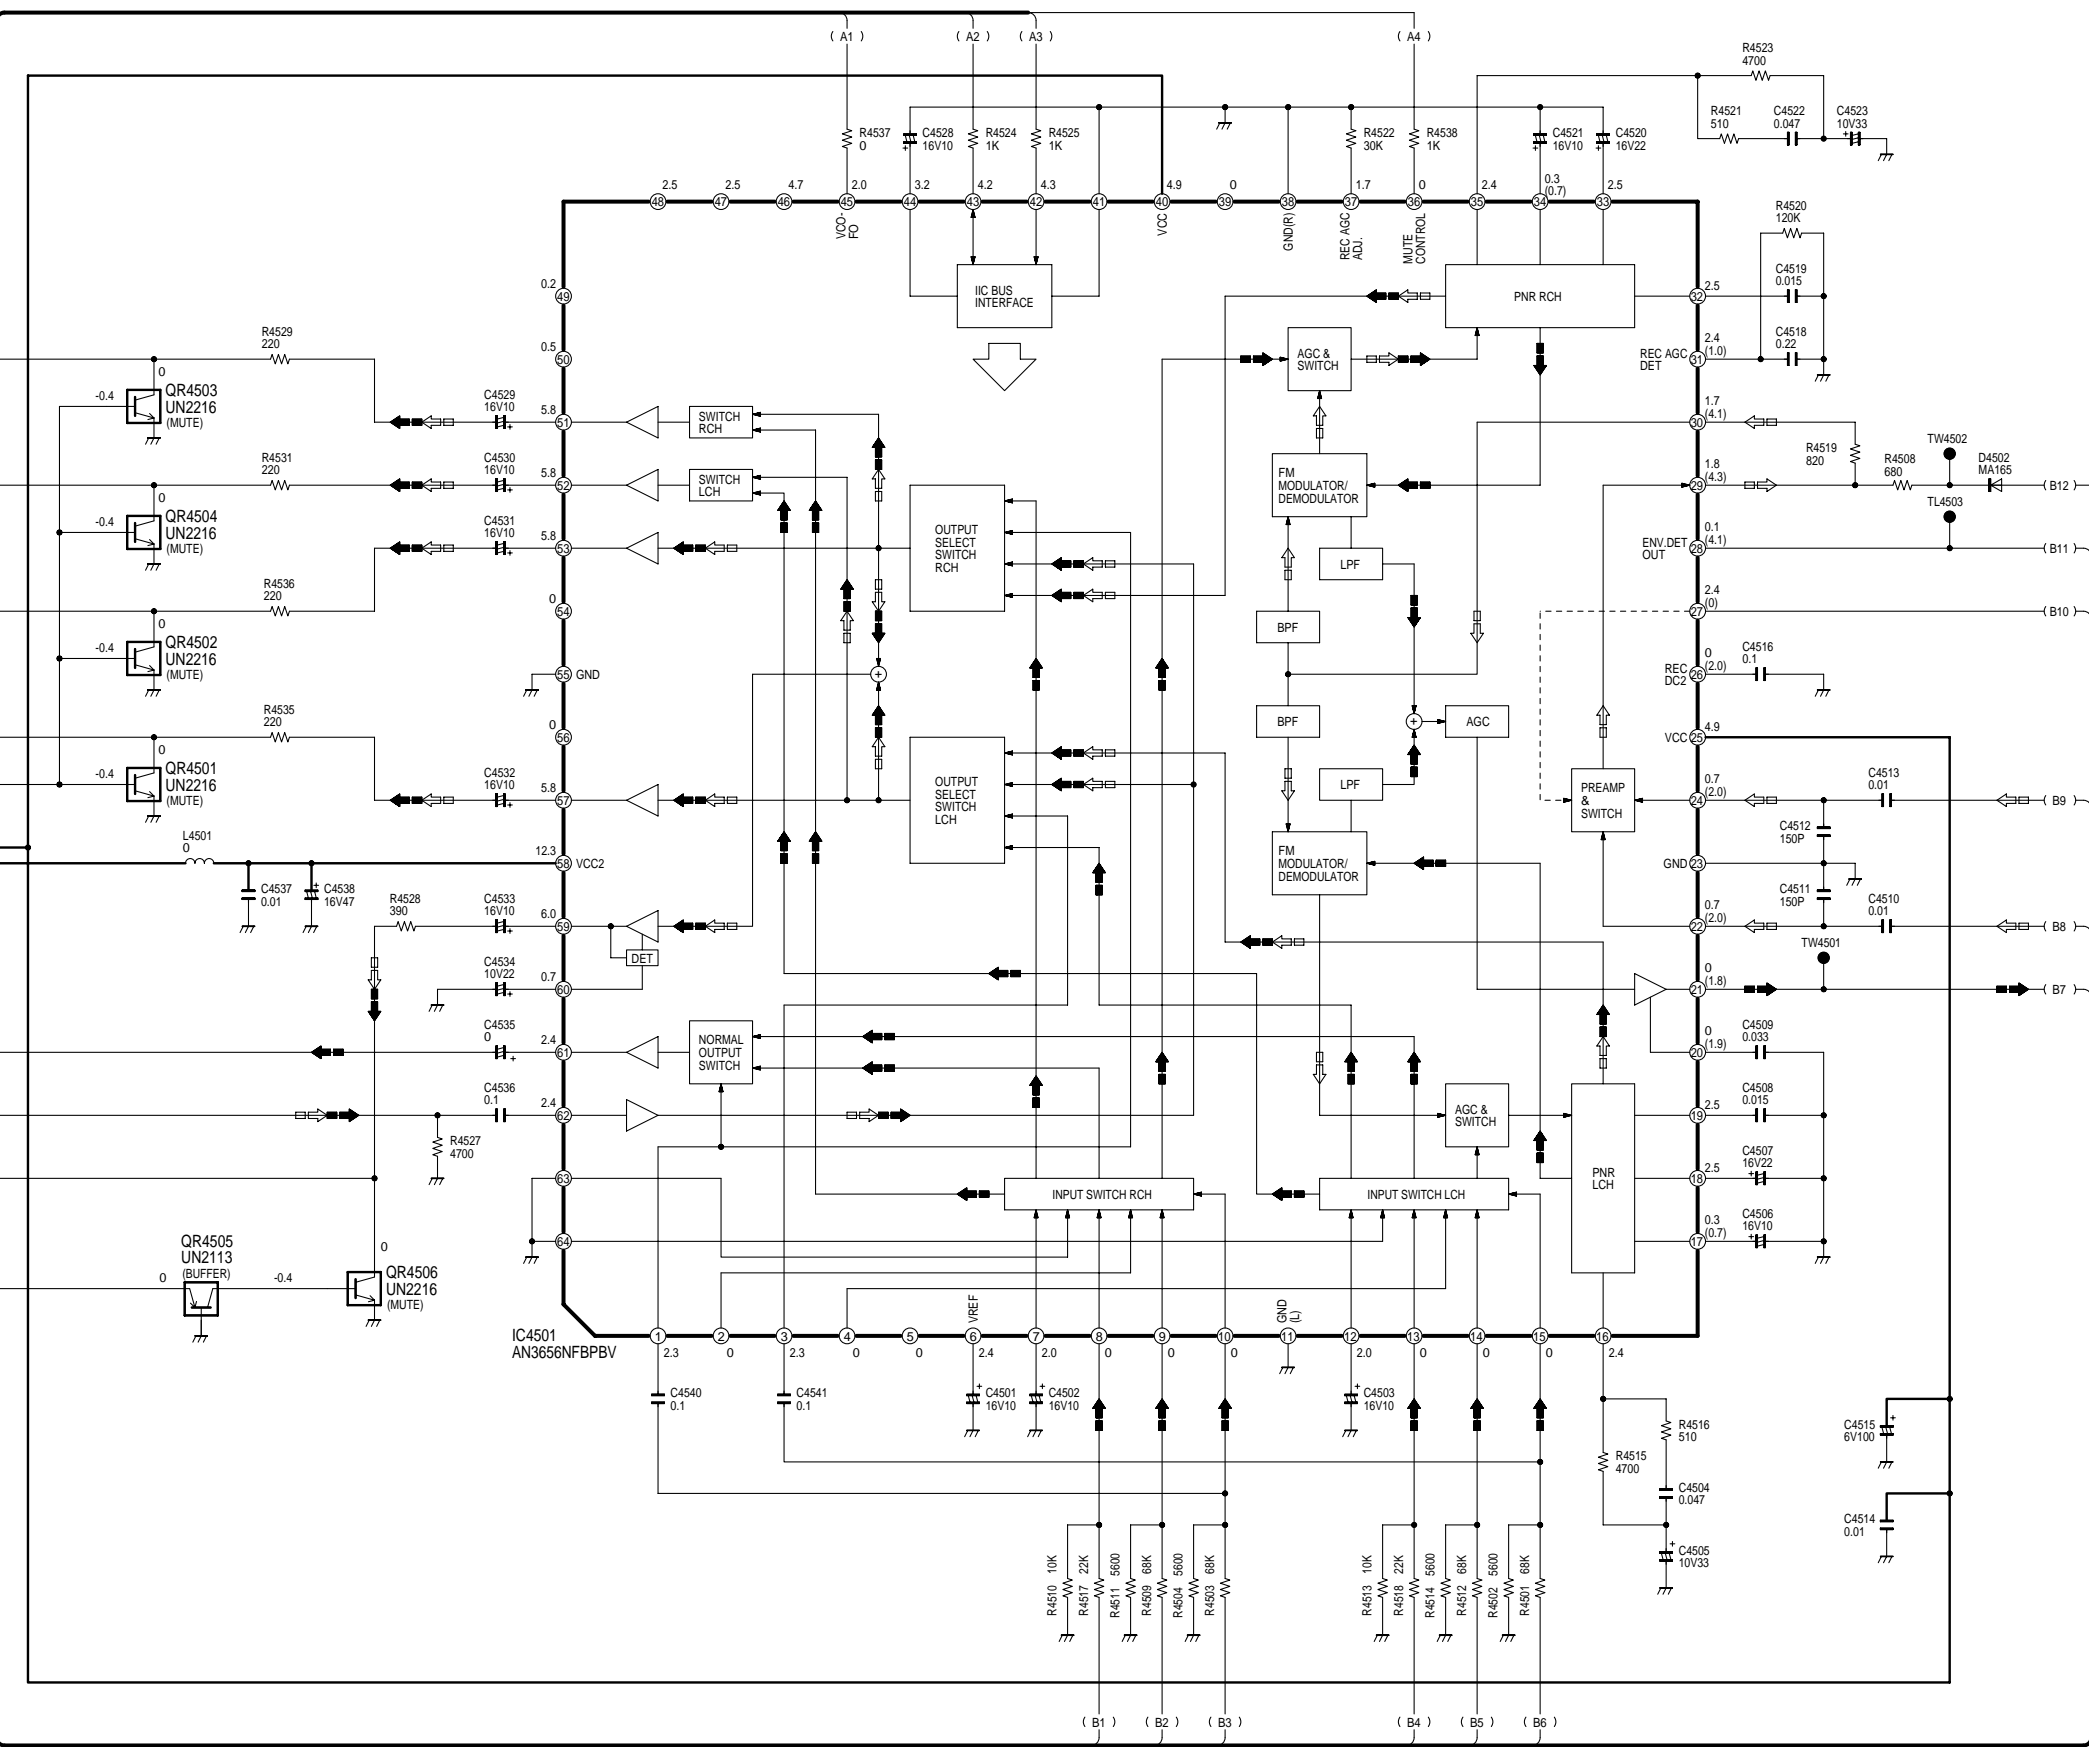 ( A1 )
( A2 )
( A3 )
( A4 )
R4523
4700
R4521
510
C4522
0.047
C4523
10V33
+
R4537
0
C4528
16V10
+
R4524
1K
R4525
1K
R4522
30K
R4538
1K
C4521
16V10
+
C4520
16V22
+
2.5
2.5
4.7
2.0
3.2
4.2
4.3
4.9
0
1.7
0
2.4
0.3
(0.7)
2.5
48
47
46
45
44
43
42
41
40
39
38
37
36
35
34
33
VCO-
FO
VCC
GND(R)
REC AGC
ADJ.
MUTE
CONTROL
R4520
120K
C4519
0.015
C4518
0.22
IIC BUS
INTERFACE
PNR RCH
32
2.5
0.2
49
0.5
50
AGC &
SWITCH
REC AGC
DET
31
2.4
(1.0)
R4529
220
0
-0.4
QR4503
UN2216
(MUTE)
C4529
16V10
+
5.8
51
SWITCH
RCH
30
1.7
(4.1)
R4519
820
R4508
680
TW4502
D4502
MA165
R4531
220
0
-0.4
QR4504
UN2216
(MUTE)
C4530
16V10
+
5.8
52
SWITCH
LCH
FM
MODULATOR/
DEMODULATOR
29
1.8
(4.3)
( B12 )
TL4503
C4531
16V10
+
5.8
53
OUTPUT
SELECT
SWITCH
RCH
LPF
ENV.DET
OUT
28
0.1
(4.1)
( B11 )
R4536
220
0
-0.4
QR4502
UN2216
(MUTE)
0
54
BPF
27
2.4
(0)
( B10 )
55
GND
+
REC
DC2
26
0
(2.0)
C4516
0.1
R4535
220
0
-0.4
QR4501
UN2216
(MUTE)
0
56
BPF
+
AGC
VCC
25
4.9
C4532
16V10
+
5.8
57
OUTPUT
SELECT
SWITCH
LCH
LPF
PREAMP
&
SWITCH
24
0.7
(2.0)
C4513
0.01
( B9 )
C4512
150P
L4501
0
12.3
58
VCC2
FM
MODULATOR/
DEMODULATOR
GND
23
C4537
0.01
C4538
16V47
+
R4528
390
C4533
16V10
+
6.0
59
DET
C4511
150P
C4510
0.01
22
0.7
(2.0)
( B8 )
TW4501
C4534
10V22
+
0.7
60
21
0
(1.8)
( B7 )
C4535
0
+
2.4
61
NORMAL
OUTPUT
SWITCH
20
0
(1.9)
C4509
0.033
C4536
0.1
2.4
62
R4527
4700
AGC &
SWITCH
19
2.5
C4508
0.015
63
INPUT SWITCH RCH
INPUT SWITCH LCH
PNR
LCH
18
2.5
C4507
16V22
+
64
17
0.3
(0.7)
C4506
16V10
+
QR4505
UN2113
(BUFFER)
0
-0.4
0
QR4506
UN2216
(MUTE)
IC4501
AN3656NFBPBV
VREF
GND
(L)
1
2
3
4
5
6
7
8
9
10
11
12
13
14
15
16
2.3
0
2.3
0
0
2.4
2.0
0
0
0
2.0
0
0
0
2.4
C4540
0.1
C4541
0.1
C4501
16V10
+
C4502
16V10
+
C4503
16V10
+
R4516
510
R4515
4700
C4504
0.047
C4505
10V33
+
C4515
6V100
+
C4514
0.01
R4510 10K
R4517 22K
R4511 5600
R4509 68K
R4504 5600
R4503 68K
R4513 10K
R4518 22K
R4514 5600
R4512 68K
R4502 5600
R4501 68K
( B1 )
( B2 )
( B3 )
( B4 )
( B5 )
( B6 )